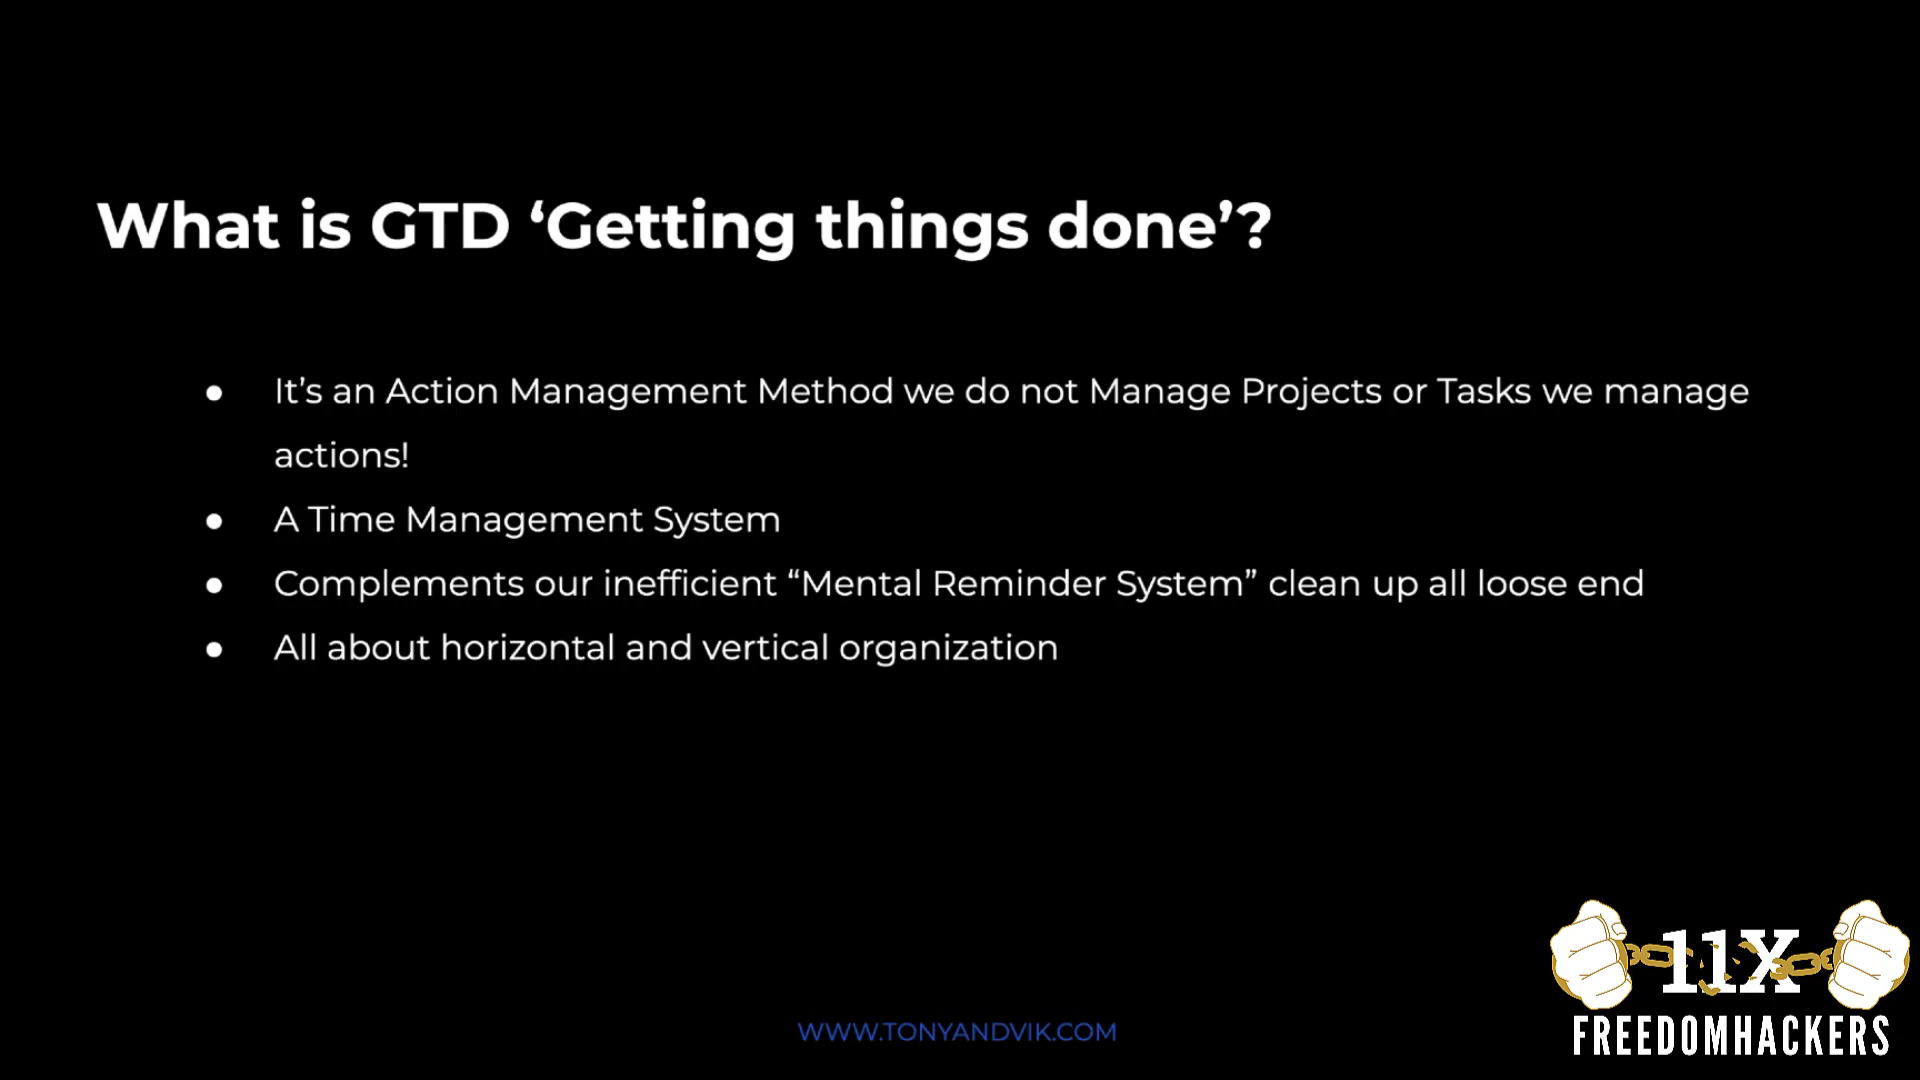 What is GTD ‘Getting things done’?
● It’s an Action Management Method we do not Manage Projects or Tasks we manage
actions!
● A Time Management System
● Complements our inefficient “Mental Reminder System” clean up all loose end
● All about horizontal and vertical organization
11X
FREEDOMHACKERS
WWW.TONYANDVIK.COM